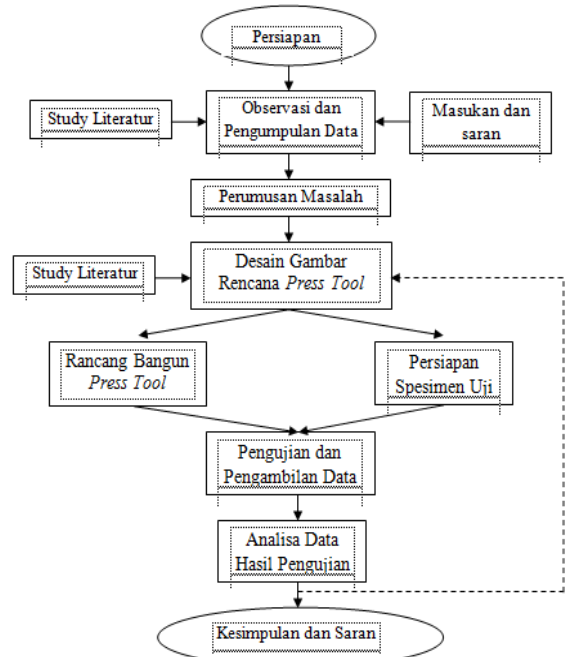 Persiapan
Study Literatur
Observasi dan
Pengumpulan Data
Masukan dan
saran
Perumusan Masalah
Study Literatur
Desain Gambar
Rencana Press Tool
Rancang Bangun
Press Tool
Persiapan
Spesimen Uji
Pengujian dan
Pengambilan Data
Analisa Data
Hasil Pengujian
Kesimpulan dan Saran